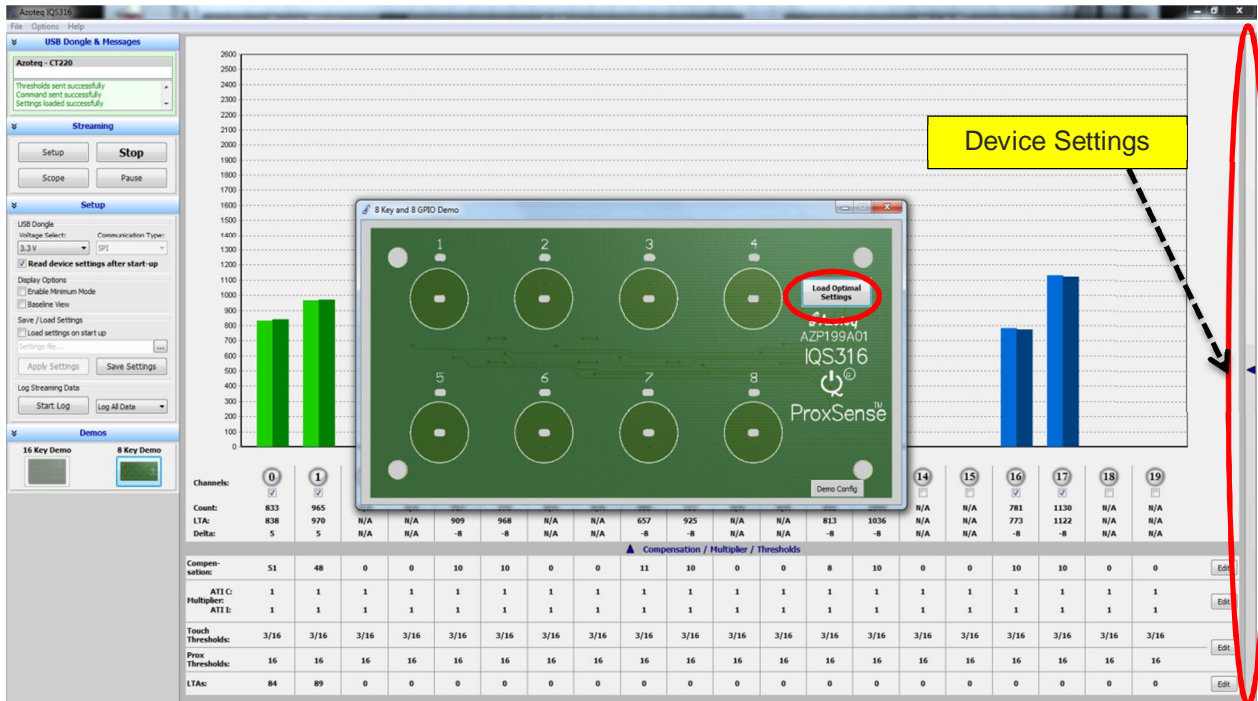 Azoteq IQS316
File Options Help
USB Dongle & Messages
Azoteq - CT220
Thresholds sent successfully
Command sent successfully
Settings loaded successfully
Streaming
Setup Stop
Scope Pause
Setup
USB Dongle
Voltage Select: Communication Type:
3.3 V SPI
Read device settings after start-up
Display Options
Enable Minimum Mode
Baseline View
Save / Load Settings
Load settings on start up
Settings file.... ...
Apply Settings Save Settings
Log Streaming Data
Start Log Log All Data
Demos
16 Key Demo 8 Key Demo
2600
2500
2400
2300
2200
2100
2000
1900
1800
1700
1600
1500
1400
1300
1200
1100
1000
900
800
700
600
500
400
300
200
100
0
Device Settings
8 Key and 8 GPIO Demo
1 2 3 4
Load Optimal
Settings
AZP199A01
IQS316
®
5 6 7 8
ProxSense™
Demo Config
Channels: 0 1 14 15 16 17 18 19
Count: 833 965 N/A N/A 781 1130 N/A N/A
LTA: 838 970 N/A N/A 909 968 N/A N/A 657 925 N/A N/A 813 1036 N/A N/A 773 1122 N/A N/A
Delta: 5 5 N/A N/A -8 -8 N/A N/A -8 -8 N/A N/A -8 -8 N/A N/A -8 -8 N/A N/A
Compensation / Multiplier / Thresholds
Compen-
sation: 51 48 0 0 10 10 0 0 11 10 0 0 8 10 0 0 10 10 0 0 Edit
ATI C: 1 1 1 1 1 1 1 1 1 1 1 1 1 1 1 1 1 1 1 1
Multiplier: Edit
ATI I: 1 1 1 1 1 1 1 1 1 1 1 1 1 1 1 1 1 1 1 1
Touch
Thresholds: 3/16 3/16 3/16 3/16 3/16 3/16 3/16 3/16 3/16 3/16 3/16 3/16 3/16 3/16 3/16 3/16 3/16 3/16 3/16 3/16
Edit
Prox
Thresholds: 16 16 16 16 16 16 16 16 16 16 16 16 16 16 16 16 16 16 16 16
LTAs: 84 89 0 0 0 0 0 0 0 0 0 0 0 0 0 0 0 0 0 0 Edit